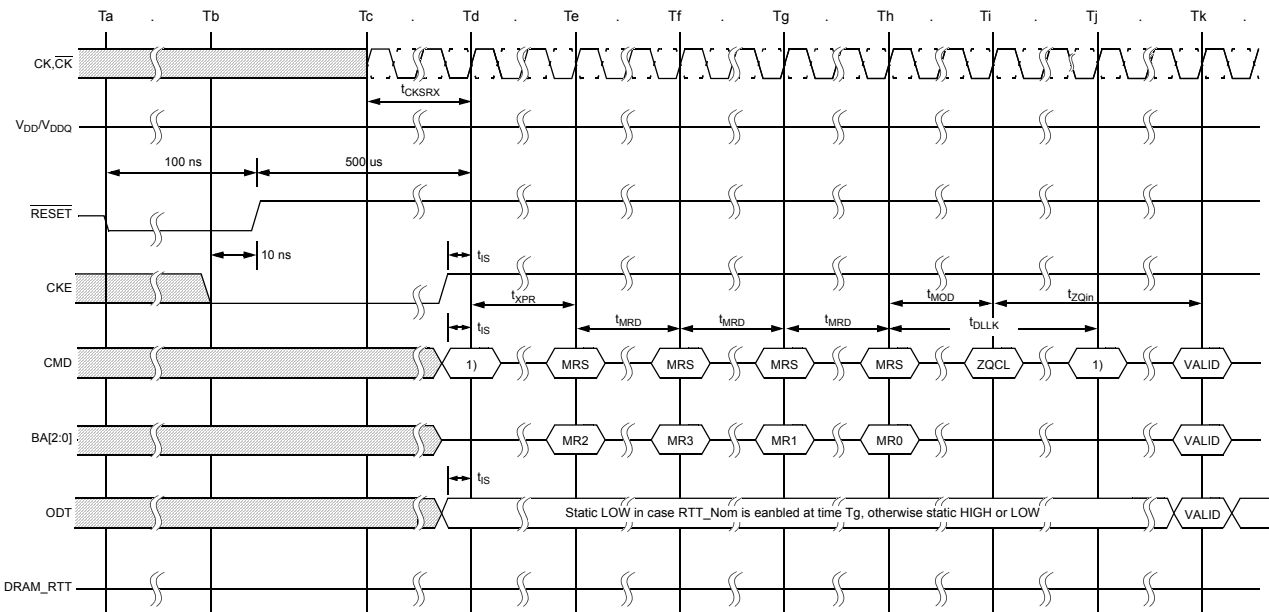 Ta . Tb . Tc . Td . Te . Tf . Tg . Th . Ti . Tj . Tk .
CK,CK
tCKSRX
VDD/VDDQ
100 ns 500 us
RESET
10 ns tIS
CKE
tXPR tMOD tZQin
tIS tMRD tMRD tMRD tDLLK
CMD 1) MRS MRS MRS MRS ZQCL 1) VALID
BA[2:0] MR2 MR3 MR1 MR0 VALID
tIS
ODT Static LOW in case RTT_Nom is eanbled at time Tg, otherwise static HIGH or LOW VALID
DRAM_RTT